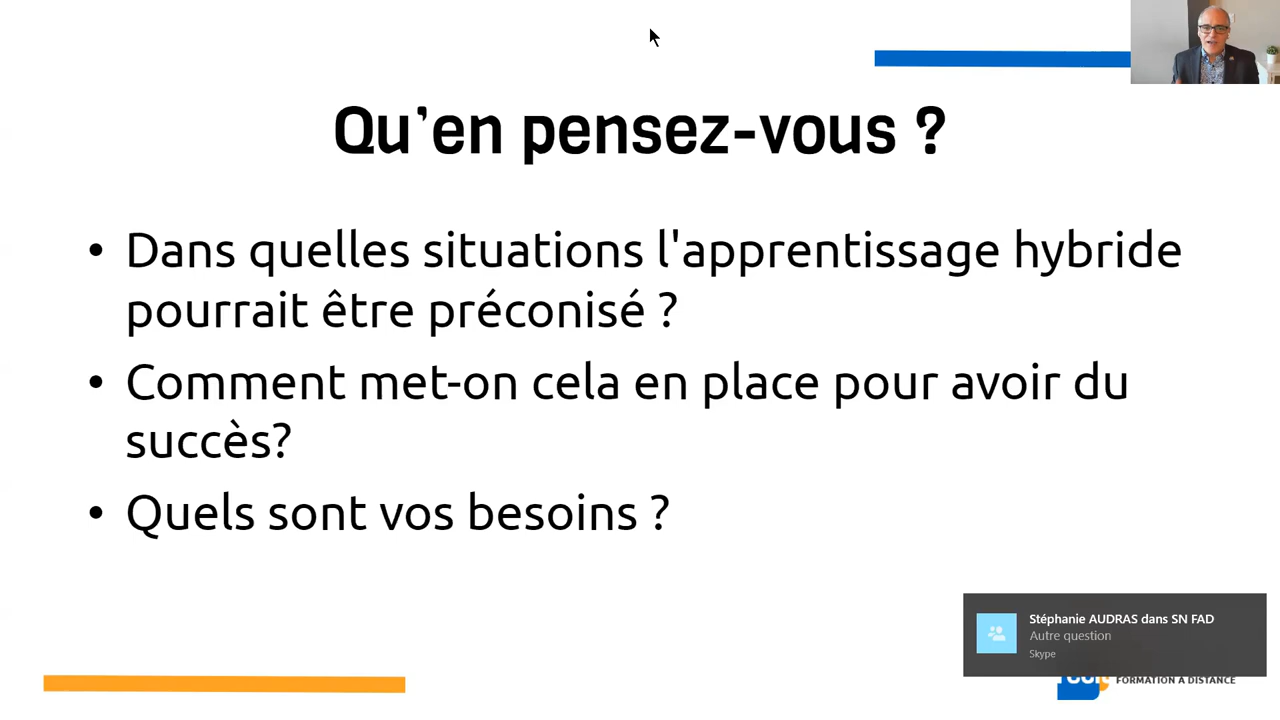 Qu'en pensez-vous ?
• Dans quelles situations l'apprentissage hybride
pourrait être préconisé ?
• Comment met-on cela en place pour avoir du
succès?
• Quels sont vos besoins ?
Stéphanie AUDRAS dans SN FAD
Autre question
Skype
FORMATION À DISTANCE